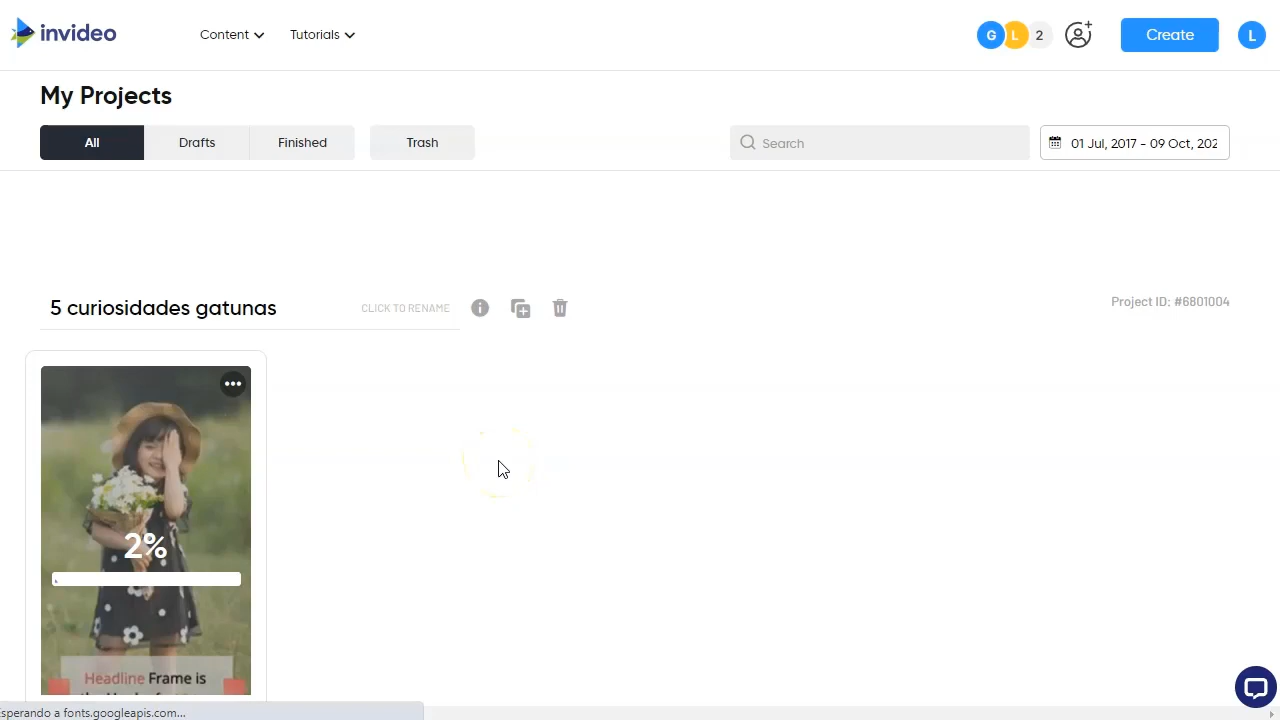 invideo
Content
Tutorials
G
L
2
Create
L
My Projects
All
Drafts
Finished
Trash
Search
01 Jul, 2017 - 09 Oct, 202
5 curiosidades gatunas
CLICK TO RENAME
Project ID: #6801004
2%
Headline Frame is
sperando a fonts.googleapis.com...